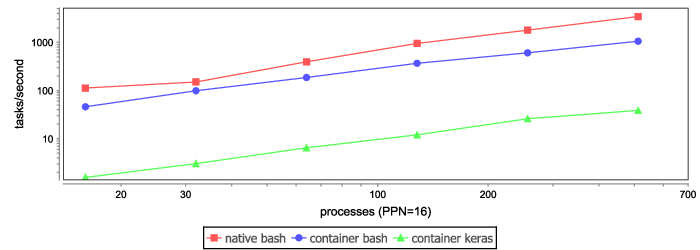 1000
100
10
tasks/second
20 30 100 200 700
processes (PPN=16)
native bash container bash container keras